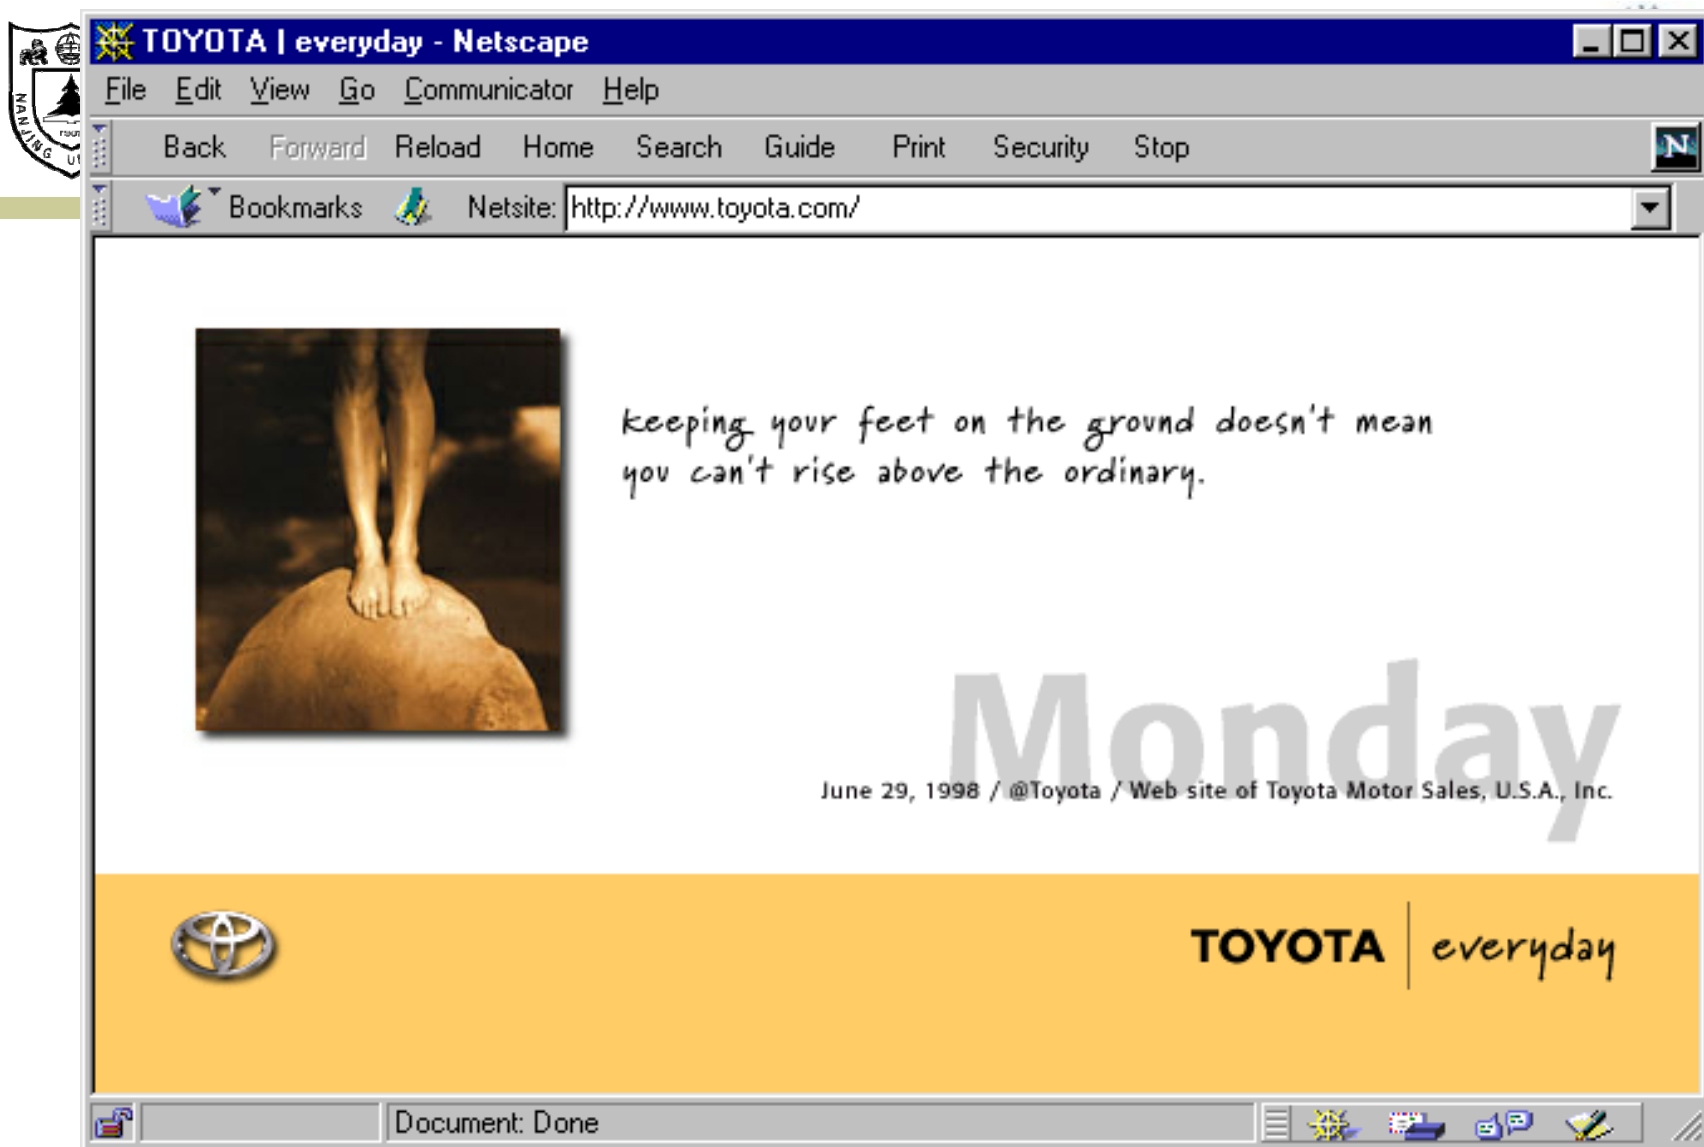 TOYOTA | everyday - Netscape
File Edit View Go Communicator Help
Back Forward Reload Home Search Guide Print Security Stop
N
Bookmarks Netsite: http://www.toyota.com/
NANJING
keeping your feet on the ground doesn't mean
you can't rise above the ordinary.
Monday
June 29, 1998 / @Toyota / Web site of Toyota Motor Sales, U.S.A., Inc.
TOYOTA | everyday
Document: Done